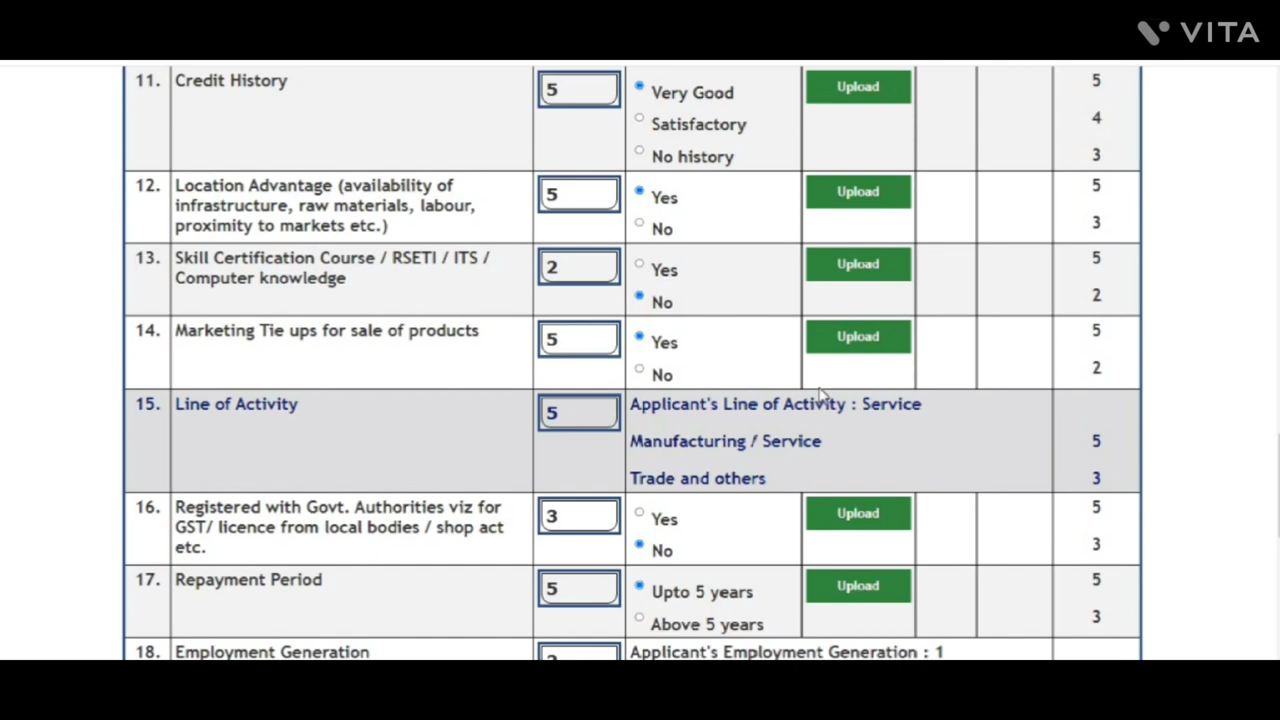 VITA
11. Credit History 5 Very Good Upload 5
Satisfactory 4
No history 3
12. Location Advantage (availability of 5 Yes Upload 5
infrastructure, raw materials, labour,
proximity to markets etc.) No 3
13. Skill Certification Course / RSETI / ITS / 2 Yes Upload 5
Computer knowledge No 2
14. Marketing Tie ups for sale of products 5 Yes Upload 5
No 2
15. Line of Activity 5 Applicant's Line of Activity : Service
Manufacturing / Service 5
Trade and others 3
16. Registered with Govt. Authorities viz for 3 Yes Upload 5
GST/ licence from local bodies / shop act
etc. No 3
17. Repayment Period 5 Upto 5 years Upload 5
Above 5 years 3
18. Employment Generation Applicant's Employment Generation : 1